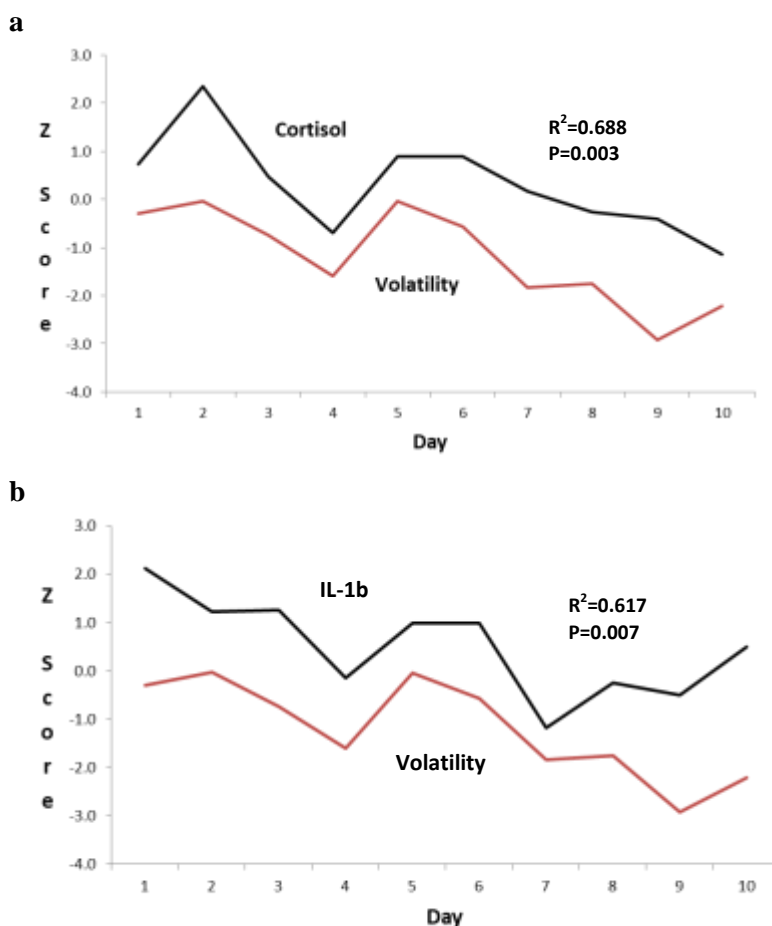 a
3.0
2.0
1.0
0.0
-1.0
-2.0
-3.0
-4.0
Z
S
c
o
r
e
Cortisol
R²=0.688
P=0.003
Volatility
1 2 3 4 5 6 7 8 9 10
Day
b
3.0
2.0
1.0
0.0
-1.0
-2.0
-3.0
-4.0
Z
S
c
o
r
e
IL-1b
R²=0.617
P=0.007
Volatility
1 2 3 4 5 6 7 8 9 10
Day